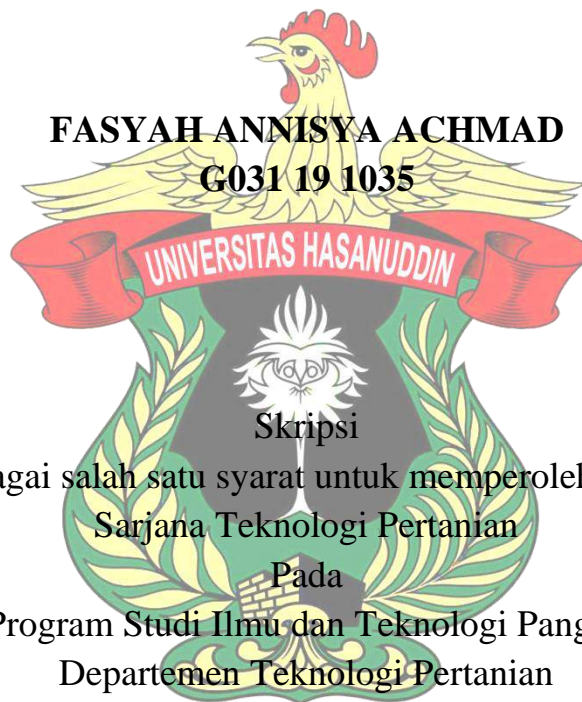 FASYAH ANNISYA ACHMAD
G031 19 1035
UNIVERSITAS HASANUDDIN
Skripsi
agai salah satu syarat untuk memperoleh
Sarjana Teknologi Pertanian
Pada
Program Studi Ilmu dan Teknologi Pang
Departemen Teknologi Pertanian